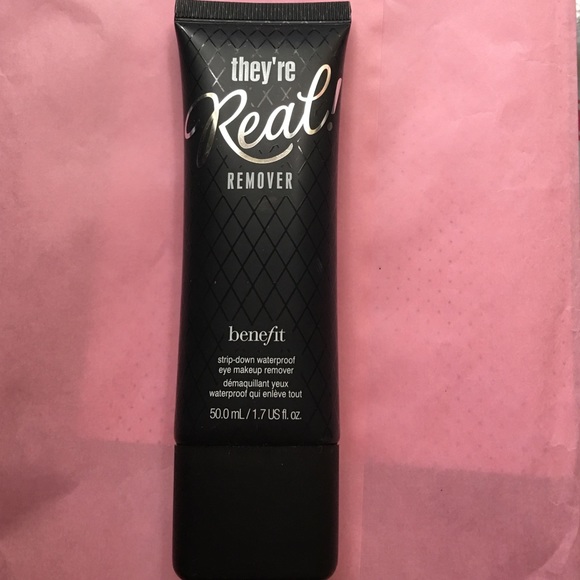 they're
Real!
REMOVER
benefit
strip-down waterproof
eye makeup remover
démaquillant yeux
waterproof qui enlève tout
50.0 mL / 1.7 US fl. oz.